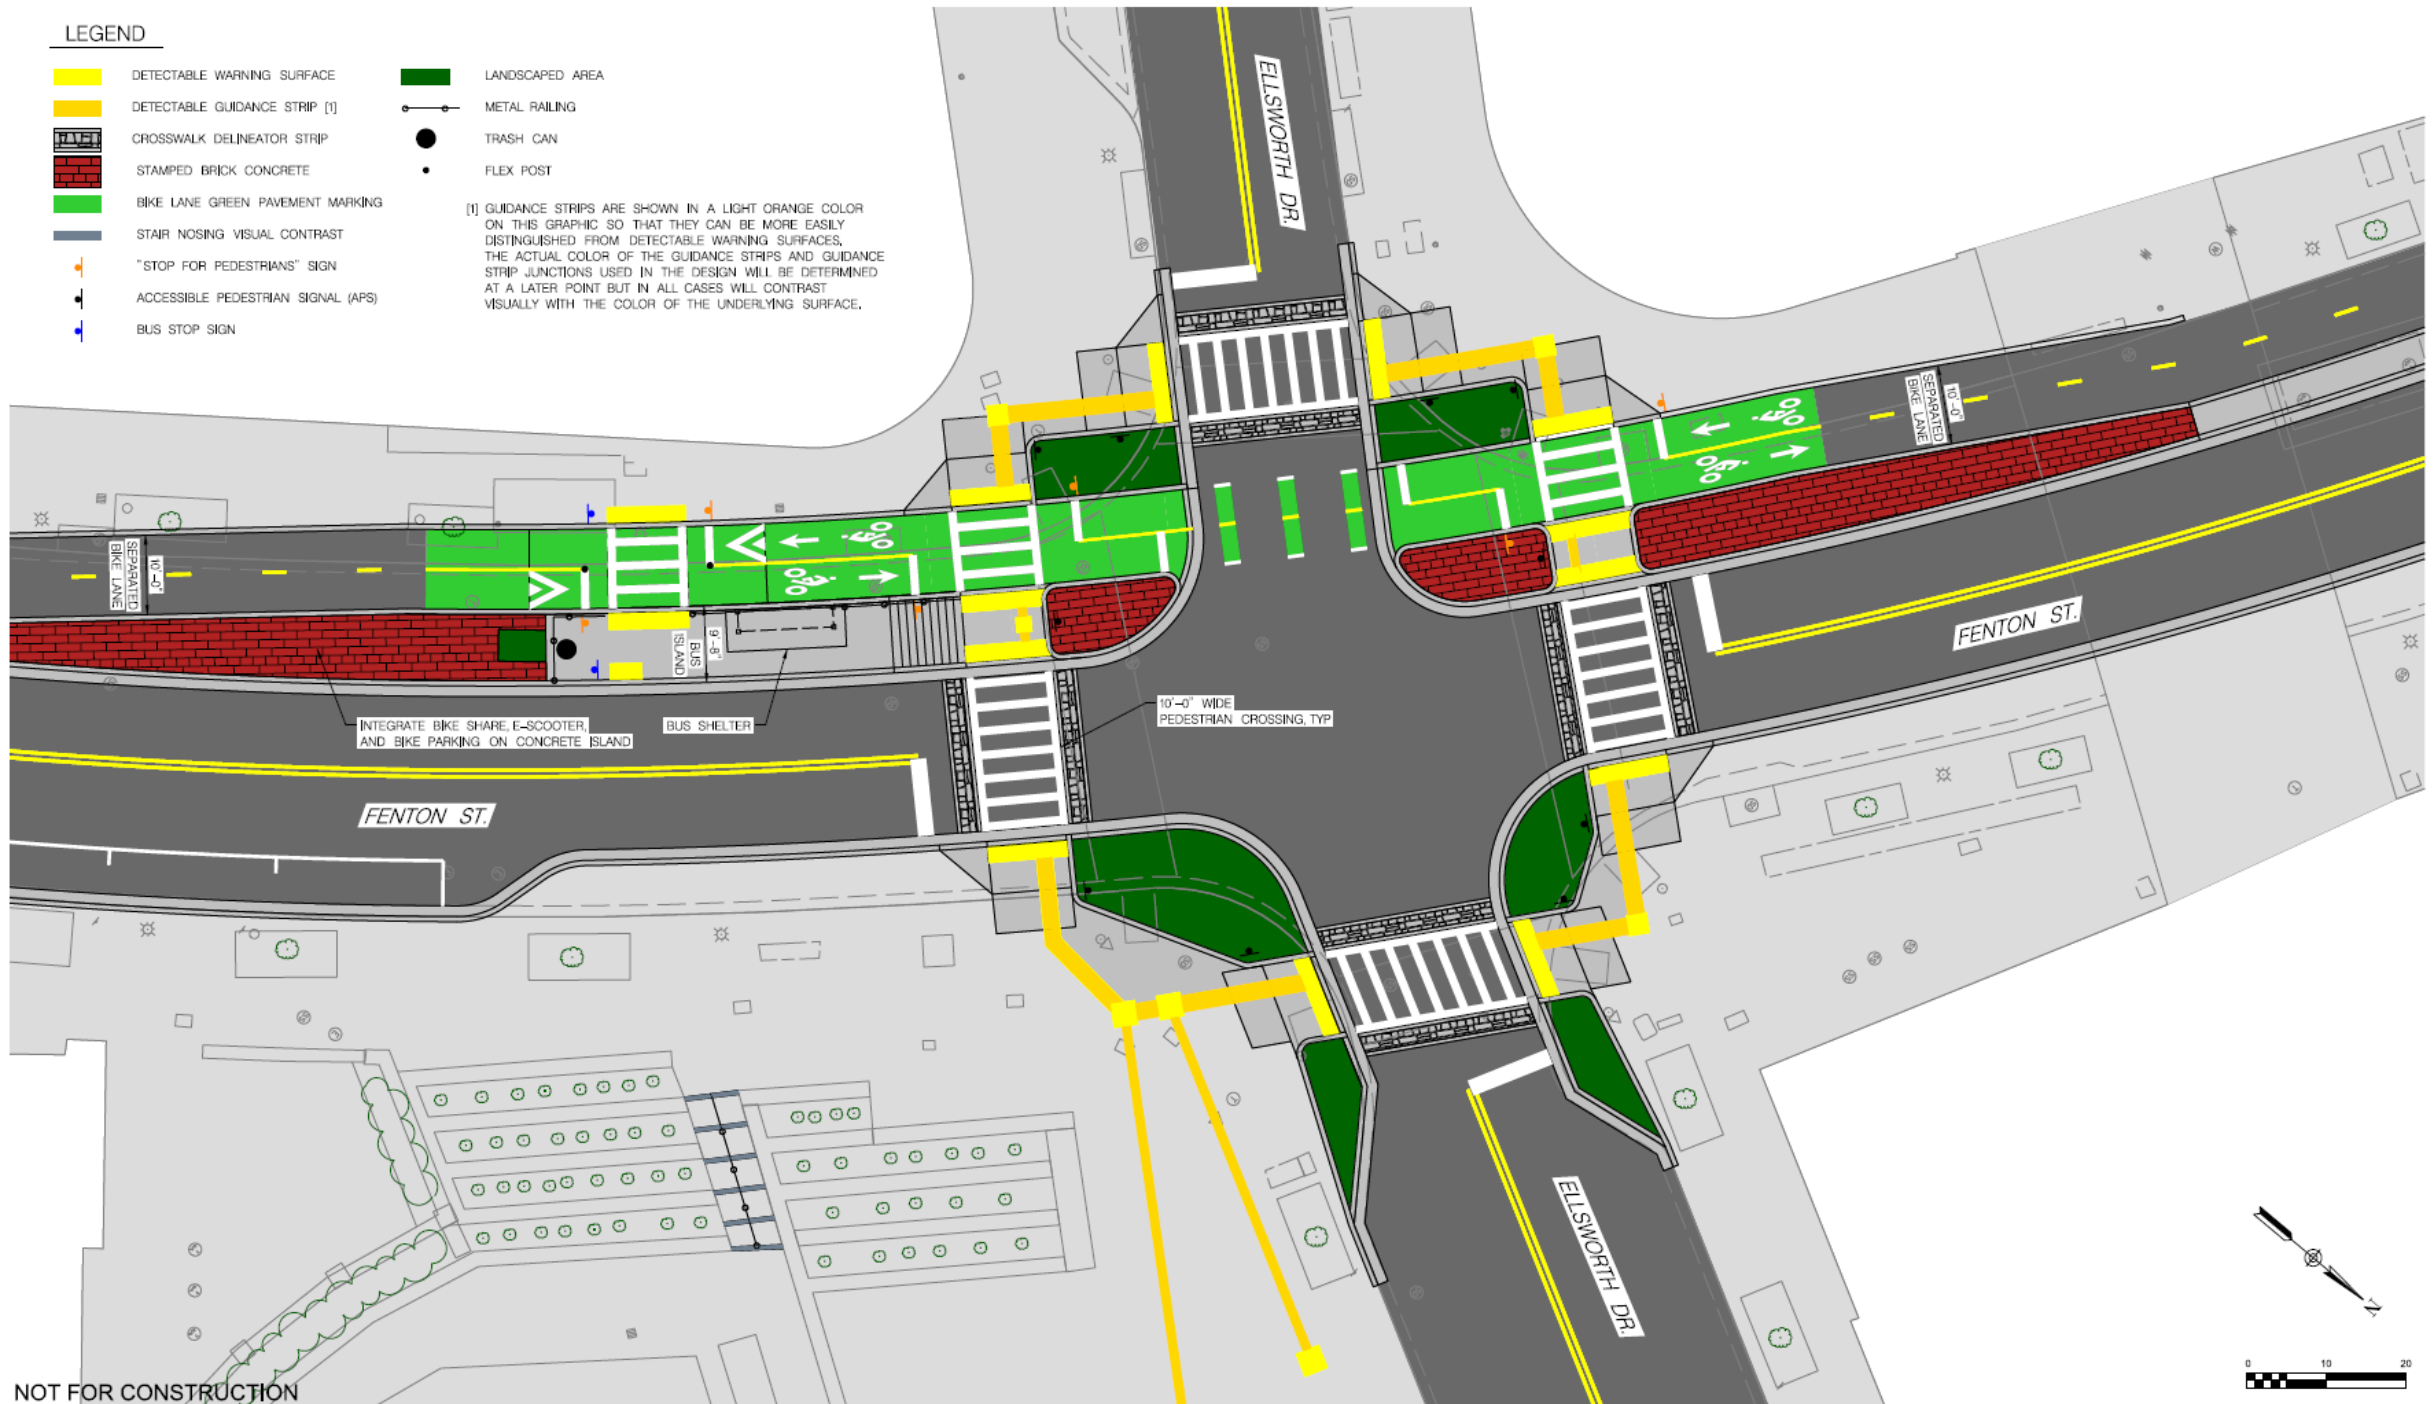 LEGEND
DETECTABLE WARNING SURFACE
DETECTABLE GUIDANCE STRIP [1]
CROSSWALK DELINEATOR STRIP
STAMPED BRICK CONCRETE
BIKE LANE GREEN PAVEMENT MARKING
STAIR NOSING VISUAL CONTRAST
"STOP FOR PEDESTRIANS" SIGN
ACCESSIBLE PEDESTRIAN SIGNAL (APS)
BUS STOP SIGN
LANDSCAPED AREA
METAL RAILING
TRASH CAN
FLEX POST
[1] GUIDANCE STRIPS ARE SHOWN IN A LIGHT ORANGE COLOR
ON THIS GRAPHIC SO THAT THEY CAN BE MORE EASILY
DISTINGUISHED FROM DETECTABLE WARNING SURFACES.
THE ACTUAL COLOR OF THE GUIDANCE STRIPS AND GUIDANCE
STRIP JUNCTIONS USED IN THE DESIGN WILL BE DETERMINED
AT A LATER POINT BUT IN ALL CASES WILL CONTRAST
VISUALLY WITH THE COLOR OF THE UNDERLYING SURFACE.
ELLSWORTH DR.
10'-0"
SEPARATED
BIKE LANE
10'-0"
SEPARATED
BIKE LANE
9'-8"
BUS
ISLAND
FENTON ST.
INTEGRATE BIKE SHARE, E-SCOOTER,
AND BIKE PARKING ON CONCRETE ISLAND
BUS SHELTER
10'-0" WIDE
PEDESTRIAN CROSSING, TYP
FENTON ST.
ELLSWORTH DR.
N
0 10 20
NOT FOR CONSTRUCTION